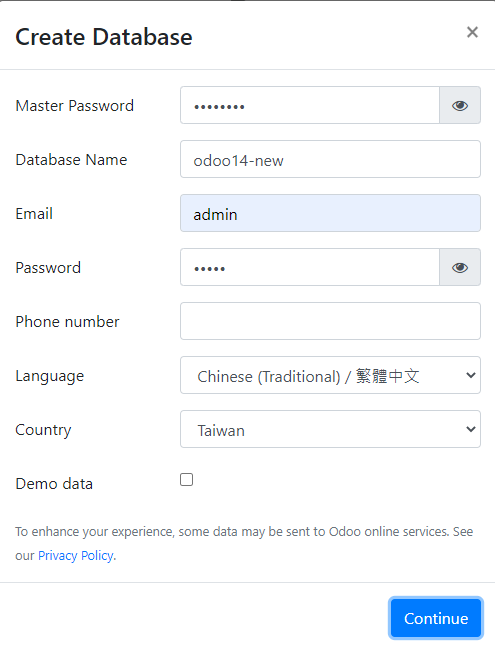 Create Database ×
Master Password ••••••••
Database Name odoo14-new
Email admin
Password •••••
Phone number
Language Chinese (Traditional) / 繁體中文
Country Taiwan
Demo data
To enhance your experience, some data may be sent to Odoo online services. See
our Privacy Policy.
Continue